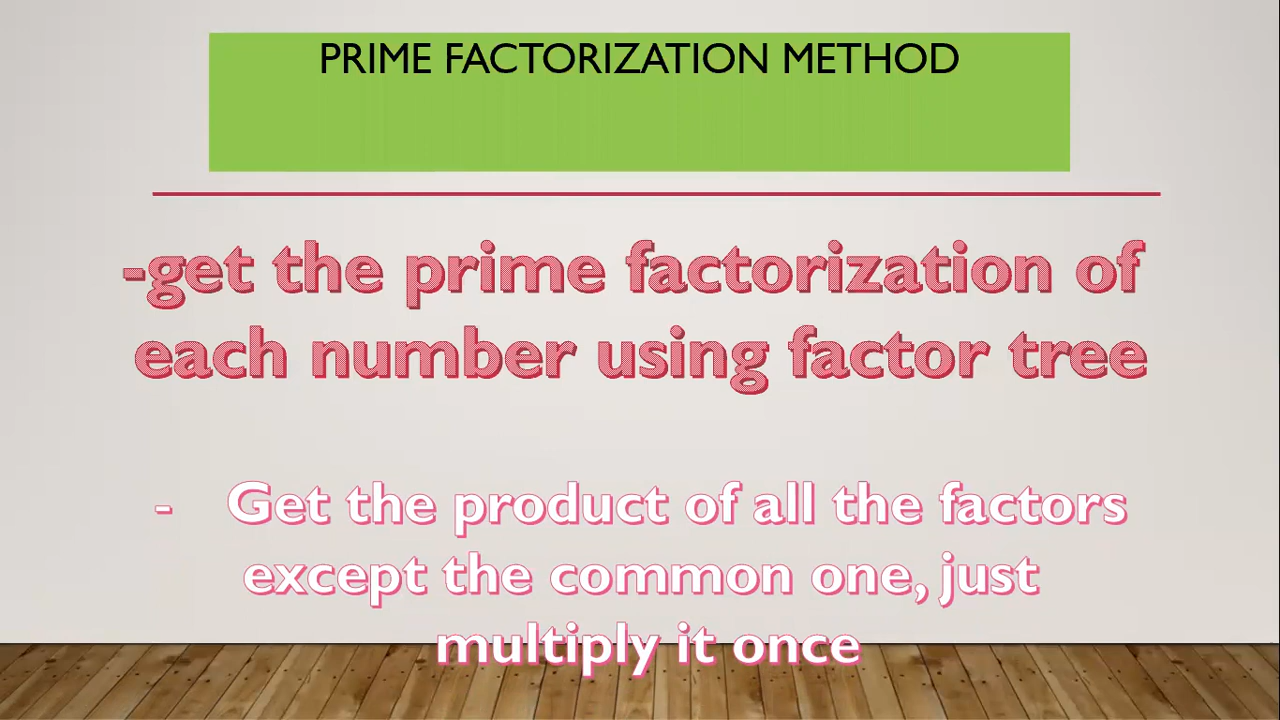 PRIME FACTORIZATION METHOD
-get the prime factorization of
each number using factor tree
- Get the product of all the factors
except the common one, just
multiply it once